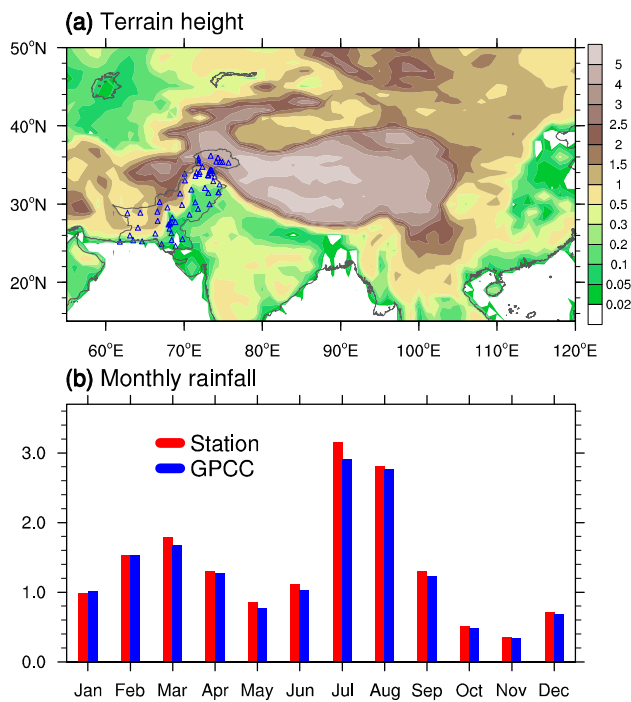 (a) Terrain height
50°N
40°N
30°N
20°N
60°E 70°E 80°E 90°E 100°E 110°E 120°E
5
4
3
2.5
2
1.5
1
0.5
0.3
0.2
0.1
0.05
0.02
(b) Monthly rainfall
Station
GPCC
3.0
2.0
1.0
0.0
Jan Feb Mar Apr May Jun Jul Aug Sep Oct Nov Dec